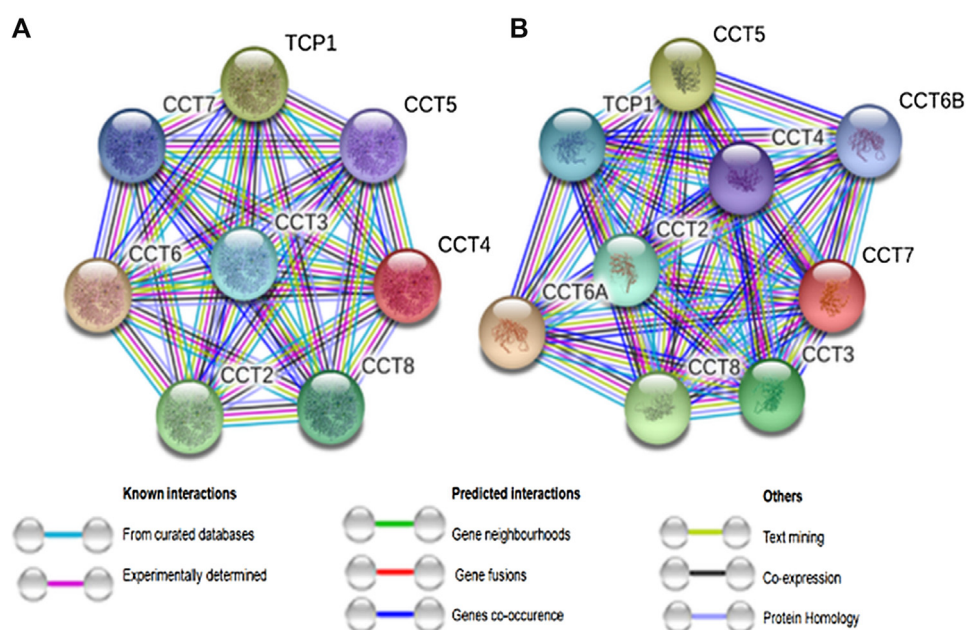 A
TCP1
CCT7
CCT5
CCT3
CCT6
CCT4
CCT2
CCT8
B
CCT5
CCT6B
TCP1
CCT4
CCT2
CCT7
CCT6A
CCT3
CCT8
Known interactions
From curated databases
Experimentally determined
Predicted interactions
Gene neighbourhoods
Gene fusions
Genes co-occurence
Others
Text mining
Co-expression
Protein Homology